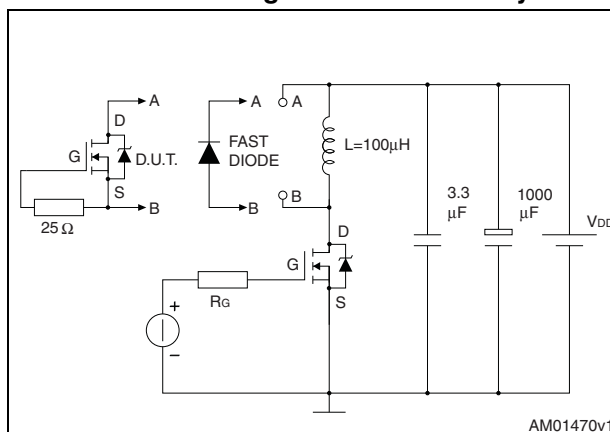 A
A
A
D
G
D.U.T.
FAST
DIODE
L=100μH
S
B
B
B
25 Ω
3.3
μF
1000
μF
VDD
D
G
S
RG
+
−
AM01470v1